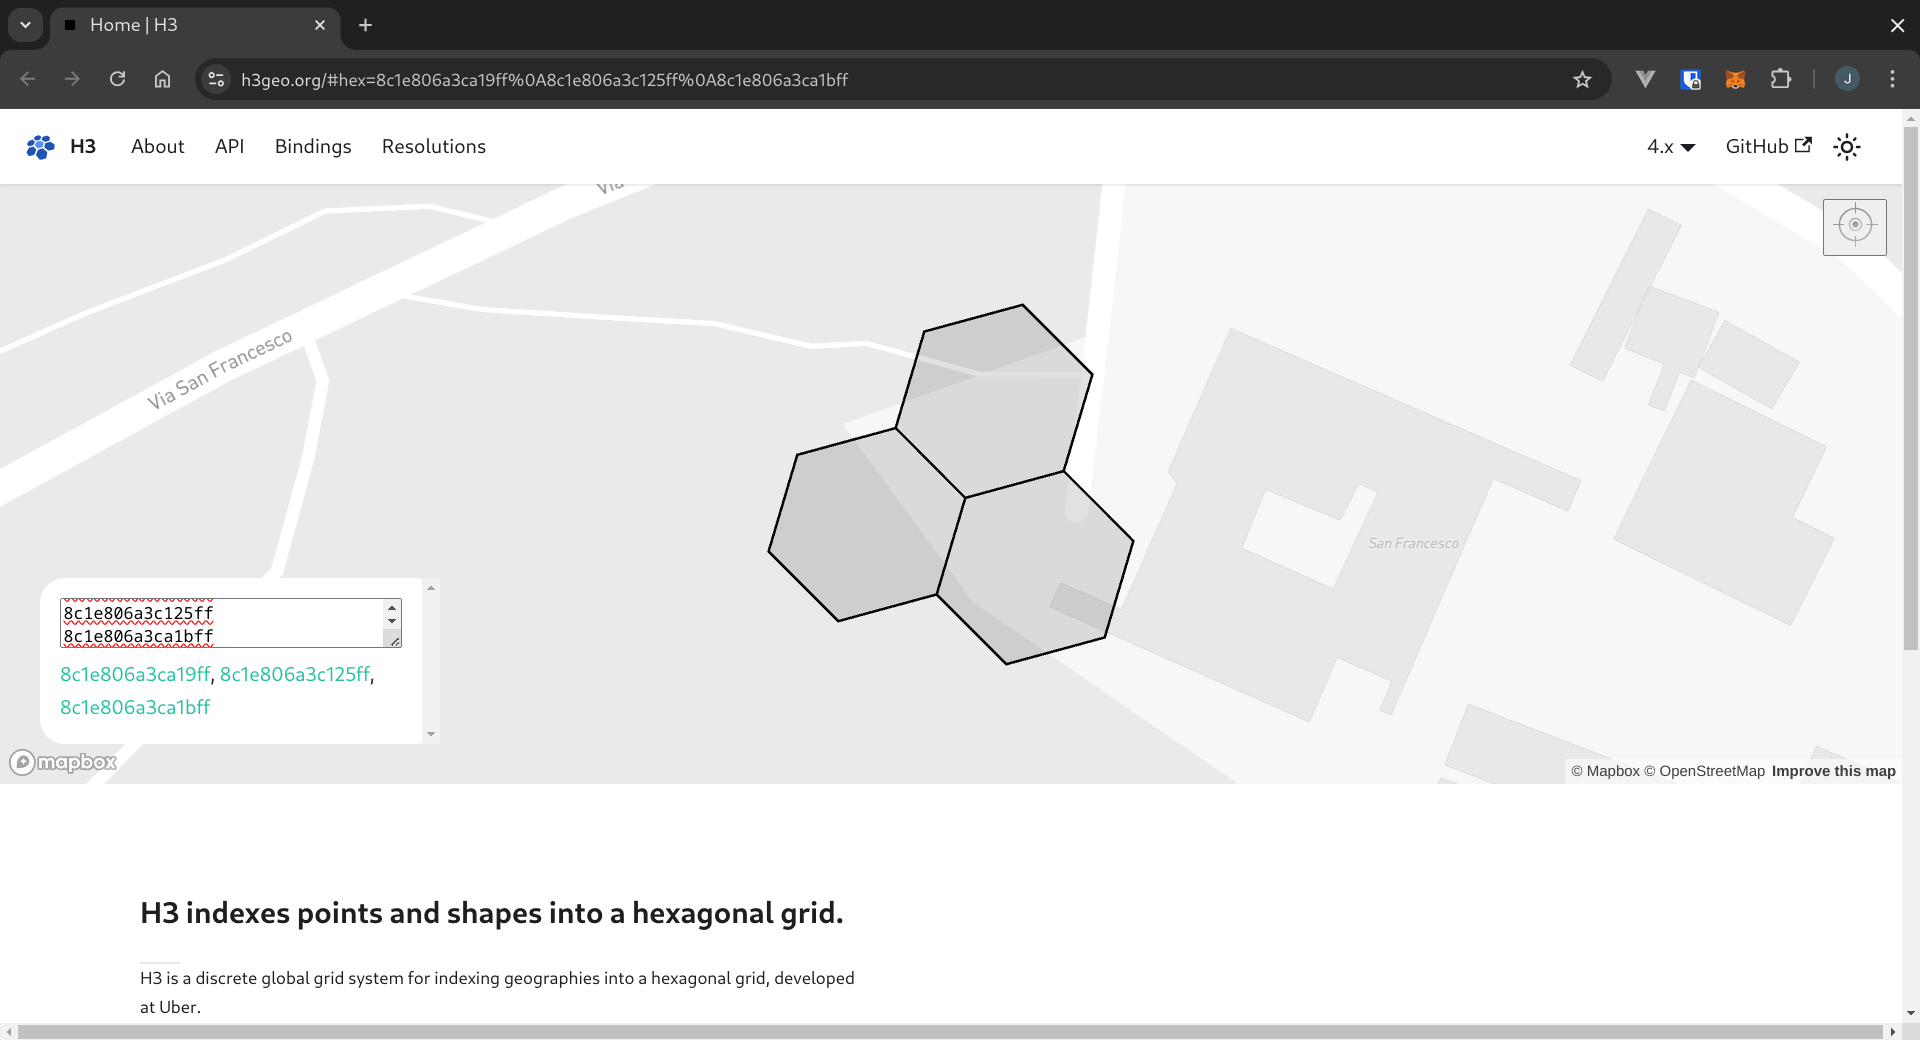 Home | H3
h3geo.org/#hex=8c1e806a3ca19ff%0A8c1e806a3c125ff%0A8c1e806a3ca1bff
J
H3 About API Bindings Resolutions 4.x GitHub
Via
Via San Francesco
San Francesco
8c1e806a3c125ff
8c1e806a3ca1bff
8c1e806a3ca19ff, 8c1e806a3c125ff,
8c1e806a3ca1bff
mapbox
© Mapbox © OpenStreetMap Improve this map
H3 indexes points and shapes into a hexagonal grid.
H3 is a discrete global grid system for indexing geographies into a hexagonal grid, developed
at Uber.